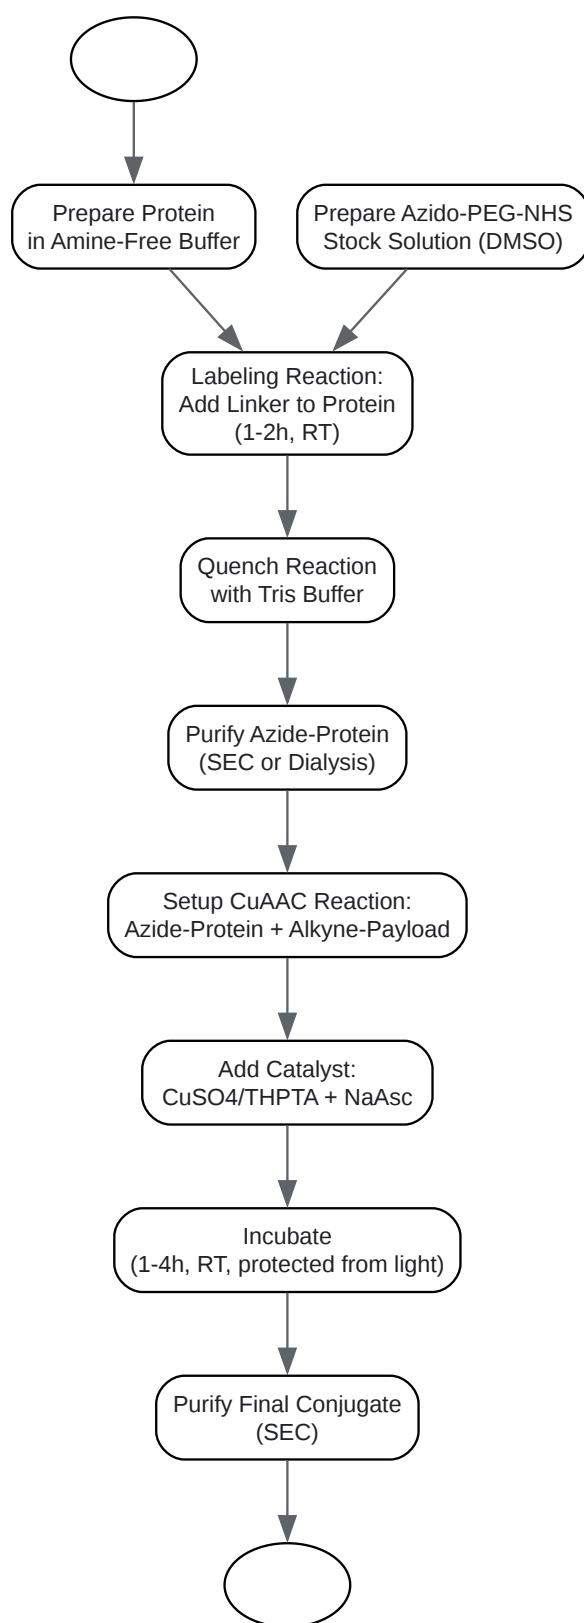 Prepare Protein
in Amine-Free Buffer
Prepare Azido-PEG-NHS
Stock Solution (DMSO)
Labeling Reaction:
Add Linker to Protein
(1-2h, RT)
Quench Reaction
with Tris Buffer
Purify Azide-Protein
(SEC or Dialysis)
Setup CuAAC Reaction:
Azide-Protein + Alkyne-Payload
Add Catalyst:
CuSO4/THPTA + NaAsc
Incubate
(1-4h, RT, protected from light)
Purify Final Conjugate
(SEC)